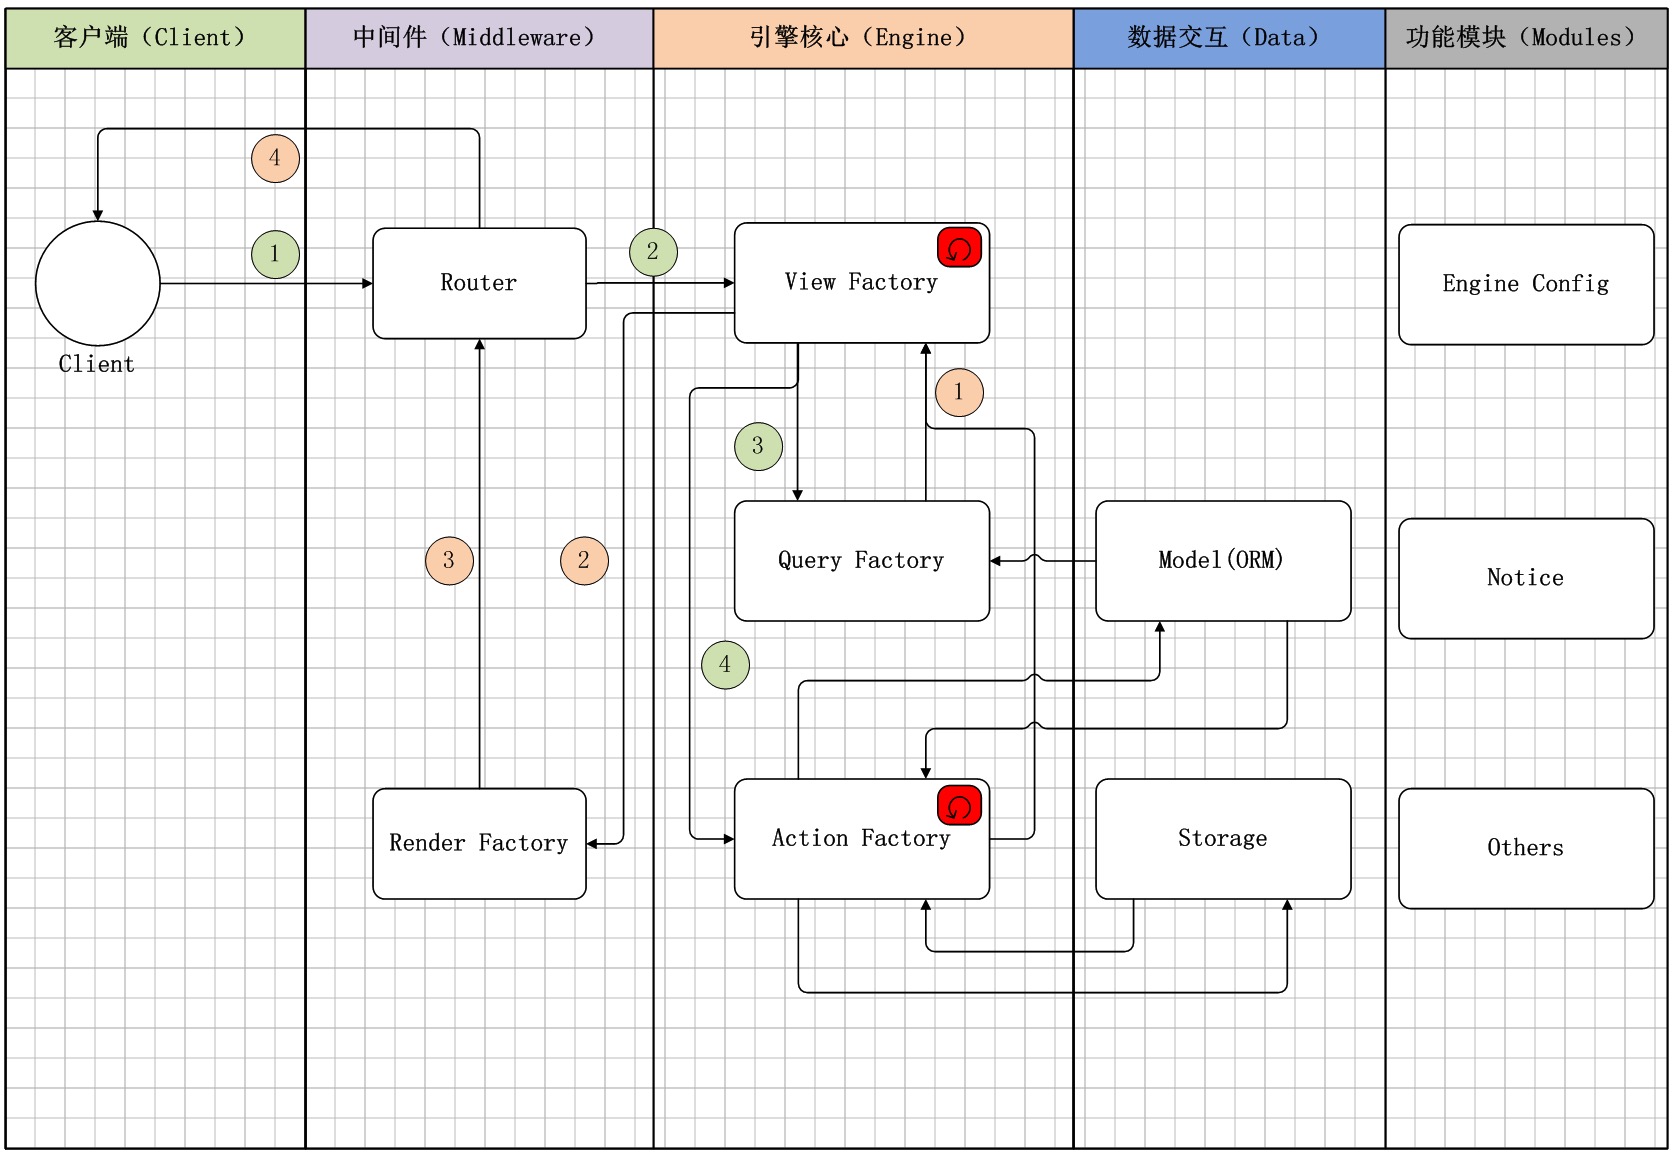 客户端（Client）
中间件（Middleware）
引擎核心（Engine）
数据交互（Data）
功能模块（Modules）
4
1
2
Router
View Factory
Engine Config
Client
1
3
3
2
Query Factory
Model(ORM)
Notice
4
Render Factory
Action Factory
Storage
Others